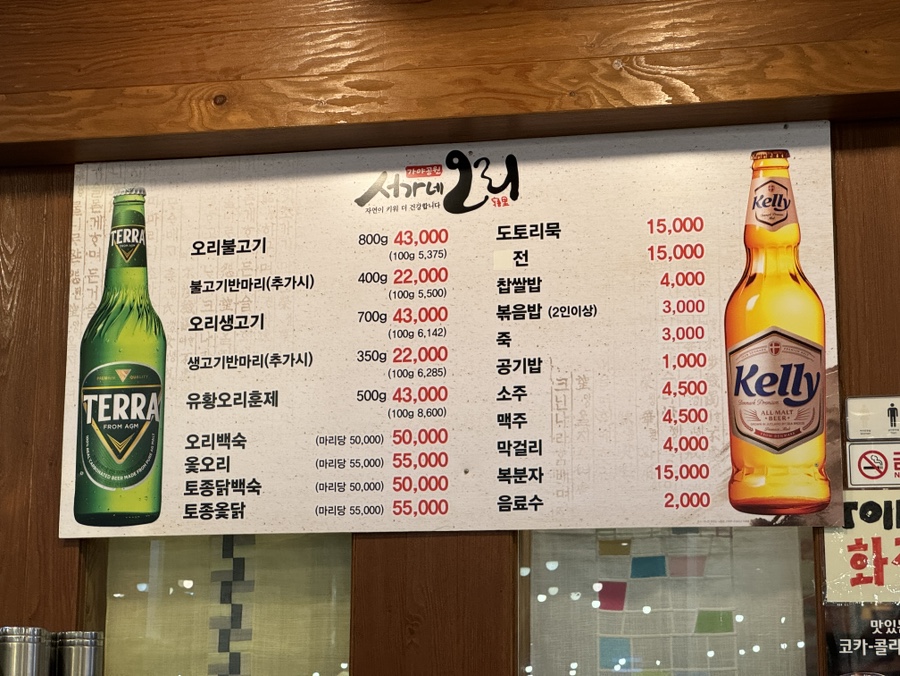 가야공원
서가네 오리
자연이 키워 더 건강합니다
오리불고기 800g 43,000
(100g 5,375)
불고기반마리(추가시) 400g 22,000
(100g 5,500)
오리생고기 700g 43,000
(100g 6,142)
생고기반마리(추가시) 350g 22,000
(100g 6,285)
유황오리훈제 500g 43,000
(100g 8,600)
오리백숙 (마리당 50,000) 50,000
옻오리 (마리당 55,000) 55,000
토종닭백숙 (마리당 50,000) 50,000
토종옻닭 (마리당 55,000) 55,000
도토리묵 15,000
전 15,000
찹쌀밥 4,000
볶음밥 (2인이상) 3,000
죽 3,000
공기밥 1,000
소주 4,500
맥주 4,500
막걸리 4,000
복분자 15,000
음료수 2,000
TERRA
TERRA
FROM AGM
Kelly
Kelly
ALL MALT
BEER
맛있는
코카-콜라